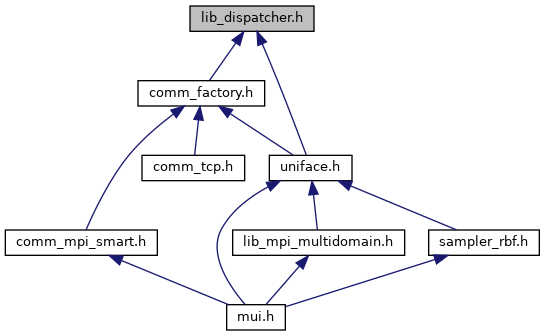 lib_dispatcher.h
comm_factory.h
comm_tcp.h
uniface.h
comm_mpi_smart.h
lib_mpi_multidomain.h
sampler_rbf.h
mui.h